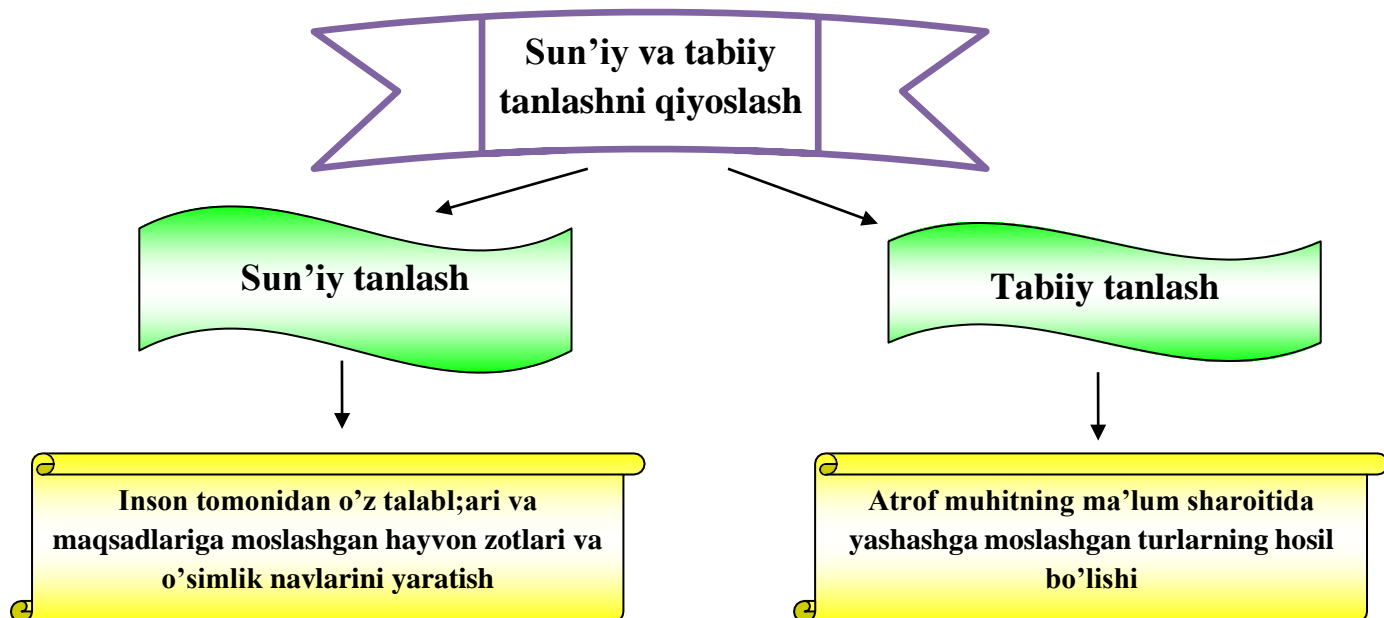 Sun’iy va tabiiy
tanlashni qiyoslash
Sun’iy tanlash
Tabiiy tanlash
Inson tomonidan o’z talabl;ari va
maqsadlariga moslashgan hayvon zotlari va
o’simlik navlarini yaratish
Atrof muhitning ma’lum sharoitida
yashashga moslashgan turlarning hosil
bo’lishi